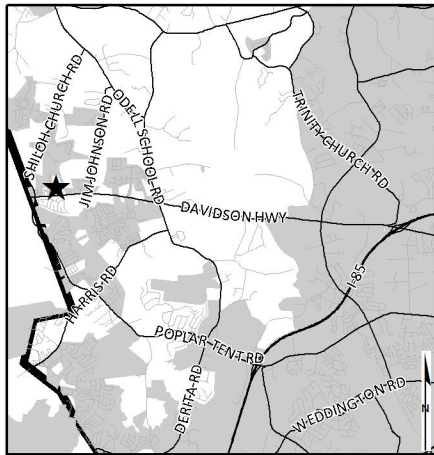 SHILOH CHURCH RD
JIM JOHNSON RD
ODELL SCHOOL RD
TRINITY CHURCH RD
DAVIDSON HWY
I-85
HARRIS RD
POPLAR TENT RD
DERITA RD
WEDDINGTON RD
N